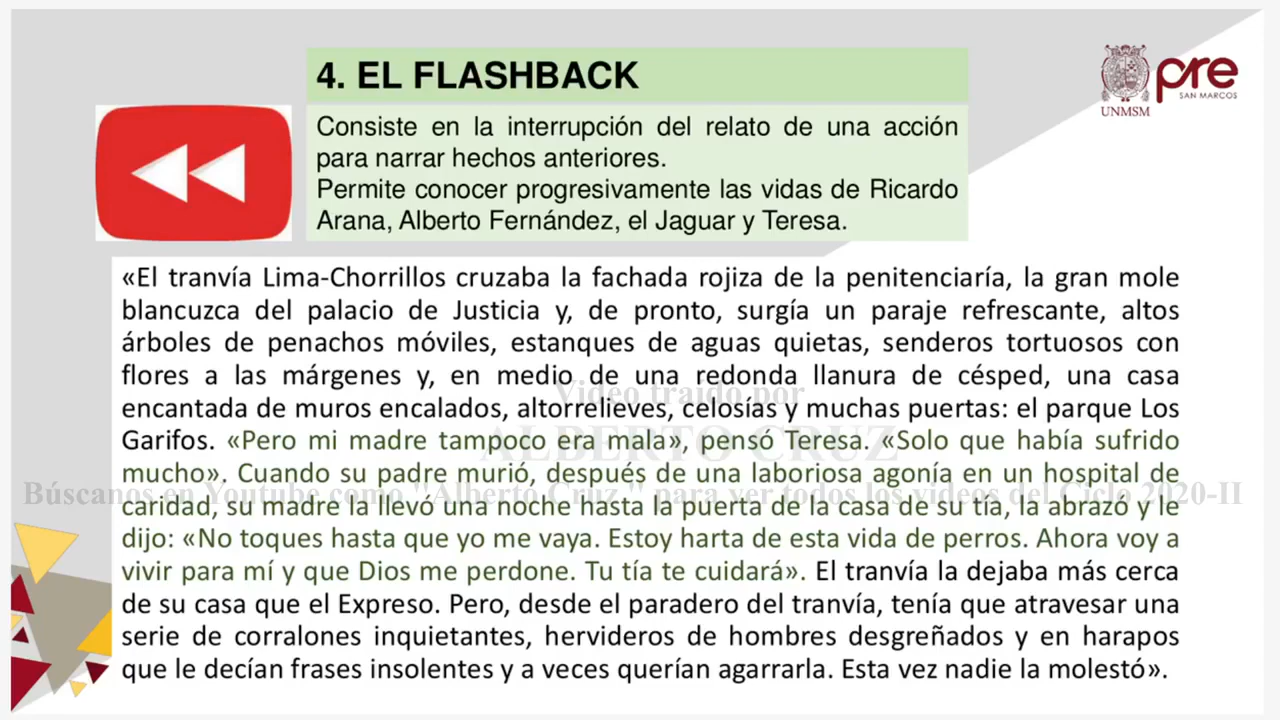 4. EL FLASHBACK
UNMSM
pre
SAN MARCOS
Consiste en la interrupción del relato de una acción
para narrar hechos anteriores.
Permite conocer progresivamente las vidas de Ricardo
Arana, Alberto Fernández, el Jaguar y Teresa.
«El tranvía Lima-Chorrillos cruzaba la fachada rojiza de la penitenciaría, la gran mole
blancuzca del palacio de Justicia y, de pronto, surgía un paraje refrescante, altos
árboles de penachos móviles, estanques de aguas quietas, senderos tortuosos con
flores a las márgenes y, en medio de una redonda llanura de césped, una casa
Video traido por
encantada de muros encalados, altorrelieves, celosías y muchas puertas: el parque Los
Garifos. «Pero mi madre tampoco era mala», pensó Teresa. «Solo que había sufrido
ALBERTO CRUZ
mucho». Cuando su padre murió, después de una laboriosa agonía en un hospital de
Búscanos en Youtube como "Alberto Cruz " para ver todos los videos del Ciclo 2020-II
caridad, su madre la llevó una noche hasta la puerta de la casa de su tía, la abrazó y le
dijo: «No toques hasta que yo me vaya. Estoy harta de esta vida de perros. Ahora voy a
vivir para mí y que Dios me perdone. Tu tía te cuidará». El tranvía la dejaba más cerca
de su casa que el Expreso. Pero, desde el paradero del tranvía, tenía que atravesar una
serie de corralones inquietantes, hervideros de hombres desgreñados y en harapos
que le decían frases insolentes y a veces querían agarrarla. Esta vez nadie la molestó».